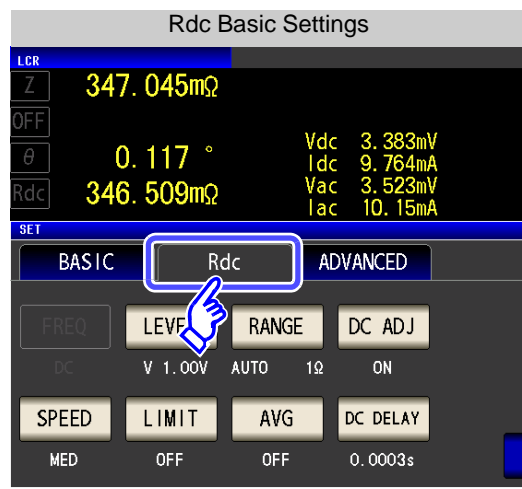 Rdc Basic Settings
LCR
Z 347.045mΩ
OFF
Vdc 3.383mV
θ 0.117 ° Idc 9.764mA
Vac 3.523mV
Rdc 346.509mΩ
Iac 10.15mA
SET
BASIC Rdc ADVANCED
FREQ LEVE RANGE DC ADJ
DC V 1.00V AUTO 1Ω ON
SPEED LIMIT AVG DC DELAY
MED OFF OFF 0.0003s